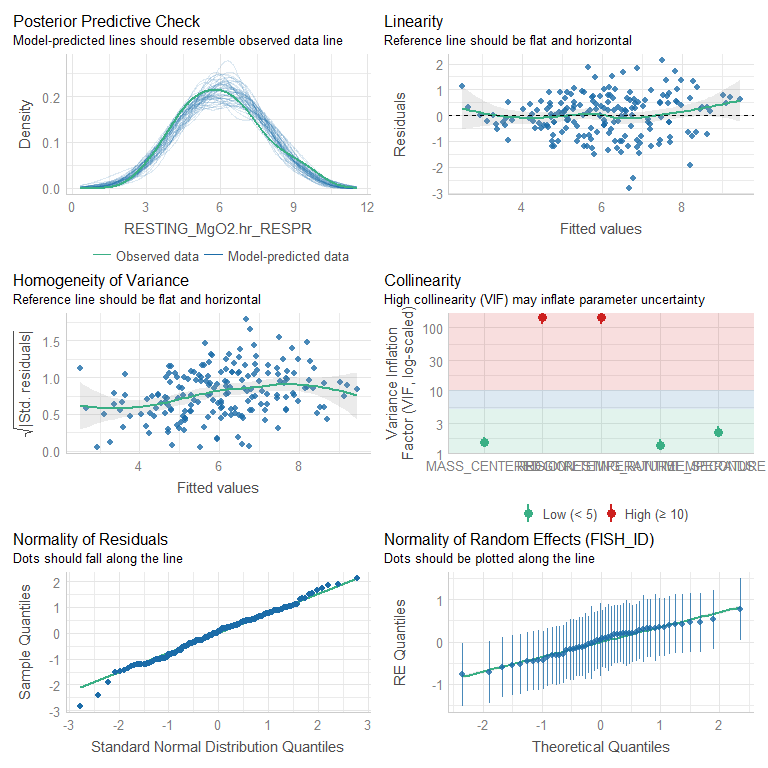 Posterior Predictive Check
Model-predicted lines should resemble observed data line
Density
0.2
0.1
0.0
0
3
6
9
12
RESTING_MgO2.hr_RESPR
Observed data
Model-predicted data
Linearity
Reference line should be flat and horizontal
Residuals
2
1
0
-1
-2
-3
4
6
8
Fitted values
Homogeneity of Variance
Reference line should be flat and horizontal
√|Std. residuals|
1.5
1.0
0.5
0.0
4
6
8
Fitted values
Collinearity
High collinearity (VIF) may inflate parameter uncertainty
Variance Inflation
Factor (VIF, log-scaled)
100
30
10
5
3
1
MASS_CENTERED
Low (< 5)
High (≥ 10)
Normality of Residuals
Dots should fall along the line
Sample Quantiles
2
1
0
-1
-2
-3
-3
-2
-1
0
1
2
3
Standard Normal Distribution Quantiles
Normality of Random Effects (FISH_ID)
Dots should be plotted along the line
RE Quantiles
1
0
-1
-2
-1
0
1
2
Theoretical Quantiles